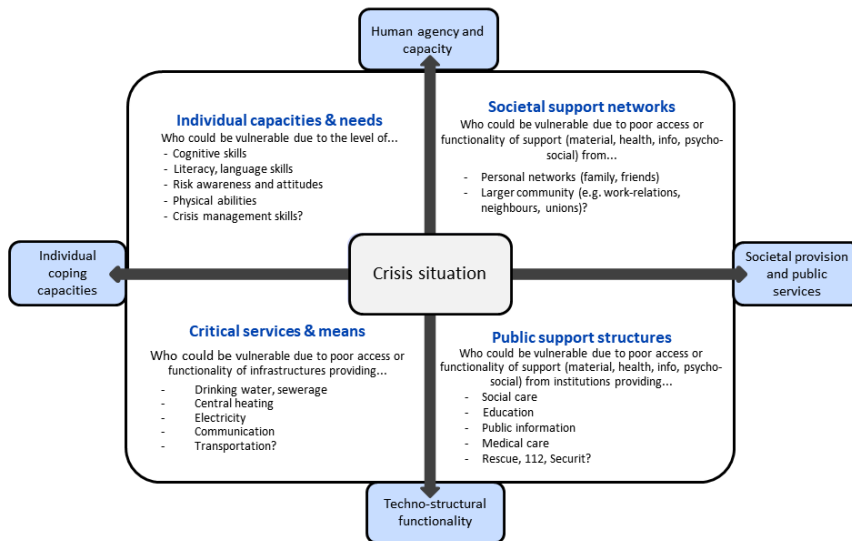 Human agency and
capacity
Individual capacities & needs
Who could be vulnerable due to the level of...
- Cognitive skills
- Literacy, language skills
- Risk awareness and attitudes
- Physical abilities
- Crisis management skills?
Societal support networks
Who could be vulnerable due to poor access or
functionality of support (material, health, info, psycho-
social) from...
- Personal networks (family, friends)
- Larger community (e.g. work-relations,
neighbours, unions)?
Individual
coping
capacities
Crisis situation
Societal provision
and public
services
Critical services & means
Who could be vulnerable due to poor access or
functionality of infrastructures providing...
- Drinking water, sewerage
- Central heating
- Electricity
- Communication
- Transportation?
Public support structures
Who could be vulnerable due to poor access or
functionality of support (material, health, info, psycho-
social) from institutions providing...
- Social care
- Education
- Public information
- Medical care
- Rescue, 112, Securit?
Techno-structural
functionality